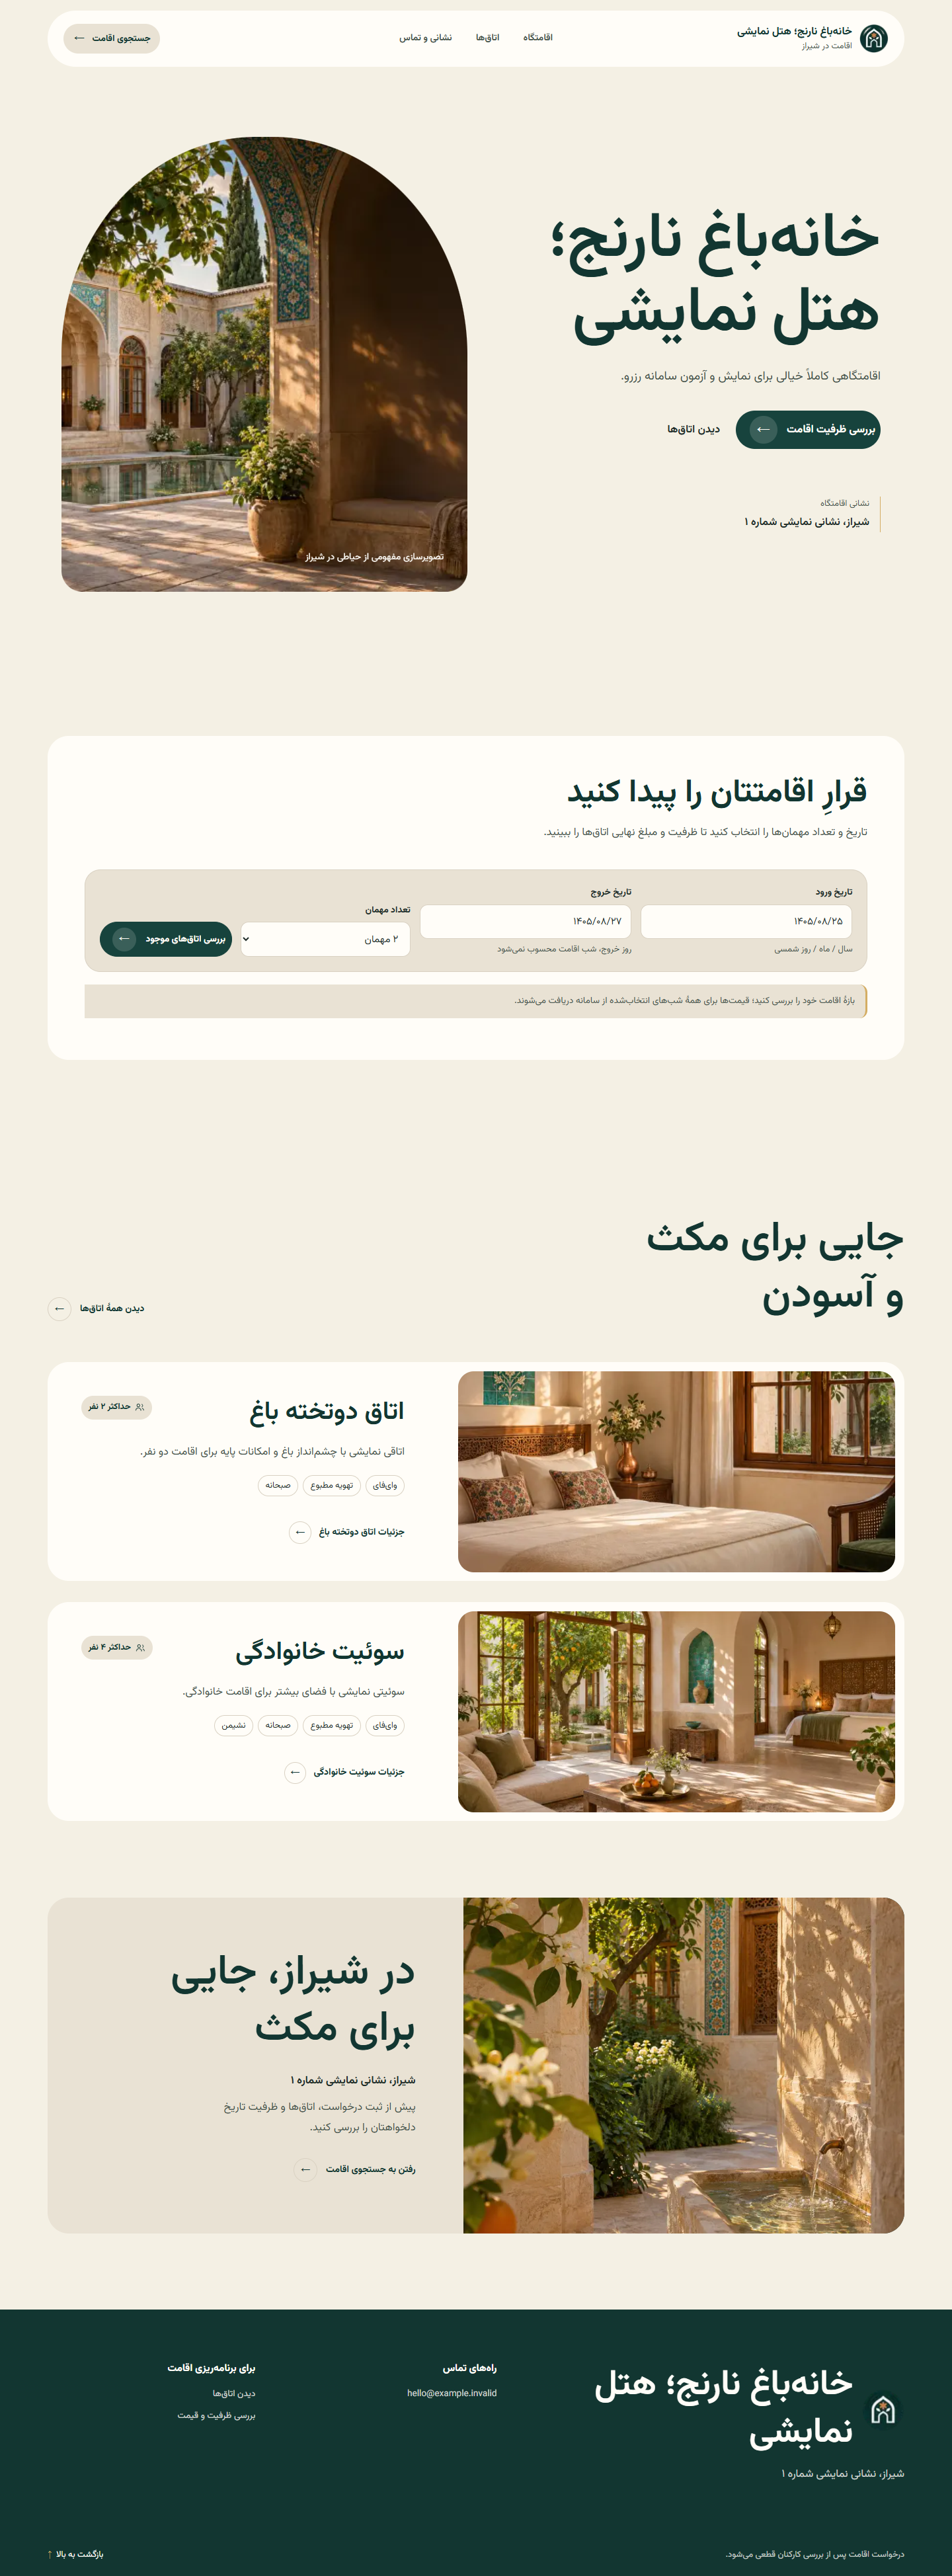 خانه‌باغ نارنج؛ هتل نمایشی
اقامت در شیراز
اقامتگاه
اتاق‌ها
نشانی و تماس
جستجوی اقامت ←
خانه‌باغ نارنج؛
هتل نمایشی
اقامتگاهی کاملاً خیالی برای نمایش و آزمون سامانه رزرو.
بررسی ظرفیت اقامت ←
دیدن اتاق‌ها
نشانی اقامتگاه
شیراز، نشانی نمایشی شماره ۱
تصویرسازی مفهومی از حیاطی در شیراز
قرارِ اقامتتان را پیدا کنید
تاریخ و تعداد مهمان‌ها را انتخاب کنید تا ظرفیت و مبلغ نهایی اتاق‌ها را ببینید.
تاریخ ورود
۱۴۰۵/۰۸/۲۵
سال / ماه / روز شمسی
تاریخ خروج
۱۴۰۵/۰۸/۲۷
روز خروج، شب اقامت محسوب نمی‌شود
تعداد مهمان
۲ مهمان
بررسی اتاق‌های موجود ←
بازهٔ اقامت خود را بررسی کنید؛ قیمت‌ها برای همهٔ شب‌های انتخاب‌شده از سامانه دریافت می‌شوند.
جایی برای مکث
و آسودن
دیدن همهٔ اتاق‌ها ←
اتاق دوتخته باغ
حداکثر ۲ نفر
اتاقی نمایشی با چشم‌انداز باغ و امکانات پایه برای اقامت دو نفر.
وای‌فای
تهویه مطبوع
صبحانه
جزئیات اتاق دوتخته باغ ←
سوئیت خانوادگی
حداکثر ۴ نفر
سوئیتی نمایشی با فضای بیشتر برای اقامت خانوادگی.
وای‌فای
تهویه مطبوع
صبحانه
نشیمن
جزئیات سوئیت خانوادگی ←
در شیراز، جایی
برای مکث
شیراز، نشانی نمایشی شماره ۱
پیش از ثبت درخواست، اتاق‌ها و ظرفیت تاریخ
دلخواهتان را بررسی کنید.
رفتن به جستجوی اقامت ←
خانه‌باغ نارنج؛ هتل
نمایشی
شیراز، نشانی نمایشی شماره ۱
راه‌های تماس
hello@example.invalid
برای برنامه‌ریزی اقامت
دیدن اتاق‌ها
بررسی ظرفیت و قیمت
درخواست اقامت پس از بررسی کارکنان قطعی می‌شود.
بازگشت به بالا ↑